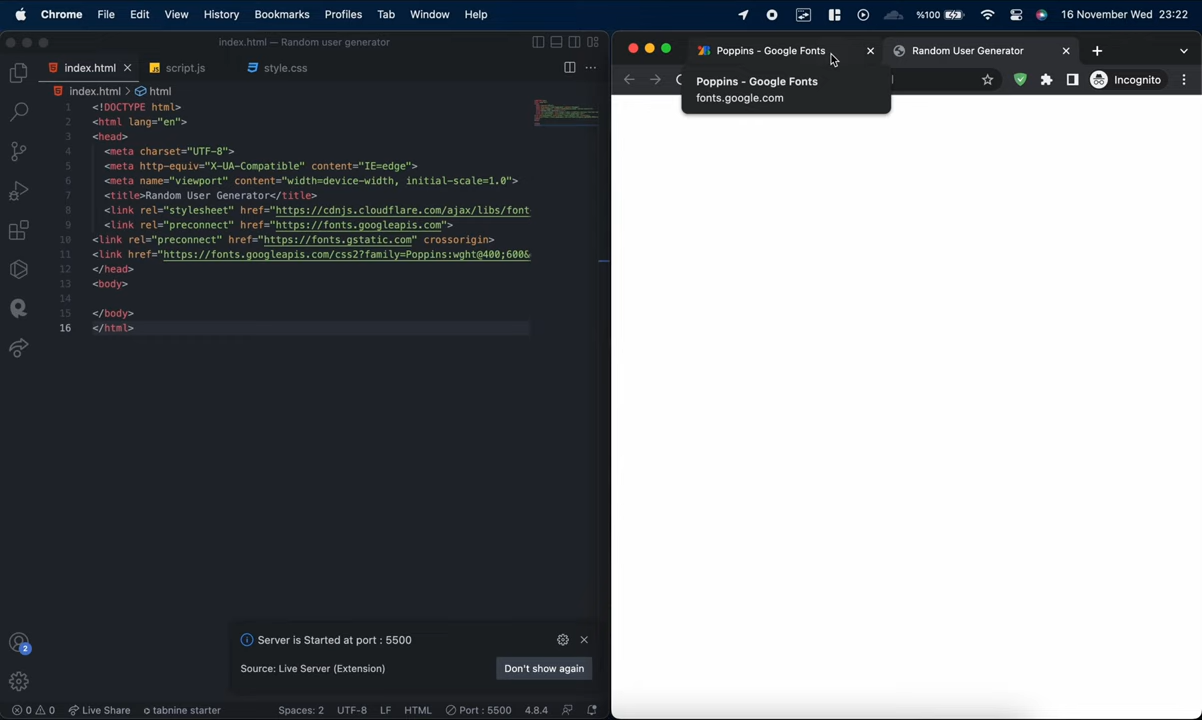 Chrome File Edit View History Bookmarks Profiles Tab Window Help %100 16 November Wed 23:22
index.html — Random user generator
index.html script.js style.css
index.html > html
1 <!DOCTYPE html>
2 <html lang="en">
3 <head>
4 <meta charset="UTF-8">
5 <meta http-equiv="X-UA-Compatible" content="IE=edge">
6 <meta name="viewport" content="width=device-width, initial-scale=1.0">
7 <title>Random User Generator</title>
8 <link rel="stylesheet" href="https://cdnjs.cloudflare.com/ajax/libs/font
9 <link rel="preconnect" href="https://fonts.googleapis.com">
10 <link rel="preconnect" href="https://fonts.gstatic.com" crossorigin>
11 <link href="https://fonts.googleapis.com/css2?family=Poppins:wght@400;600&
12 </head>
13 <body>
14
15 </body>
16 </html>
Server is Started at port : 5500
Source: Live Server (Extension)
Don't show again
2
0 0 Live Share tabnine starter Spaces: 2 UTF-8 LF HTML Port : 5500 4.8.4
Poppins - Google Fonts Random User Generator
Incognito
Poppins - Google Fonts
fonts.google.com